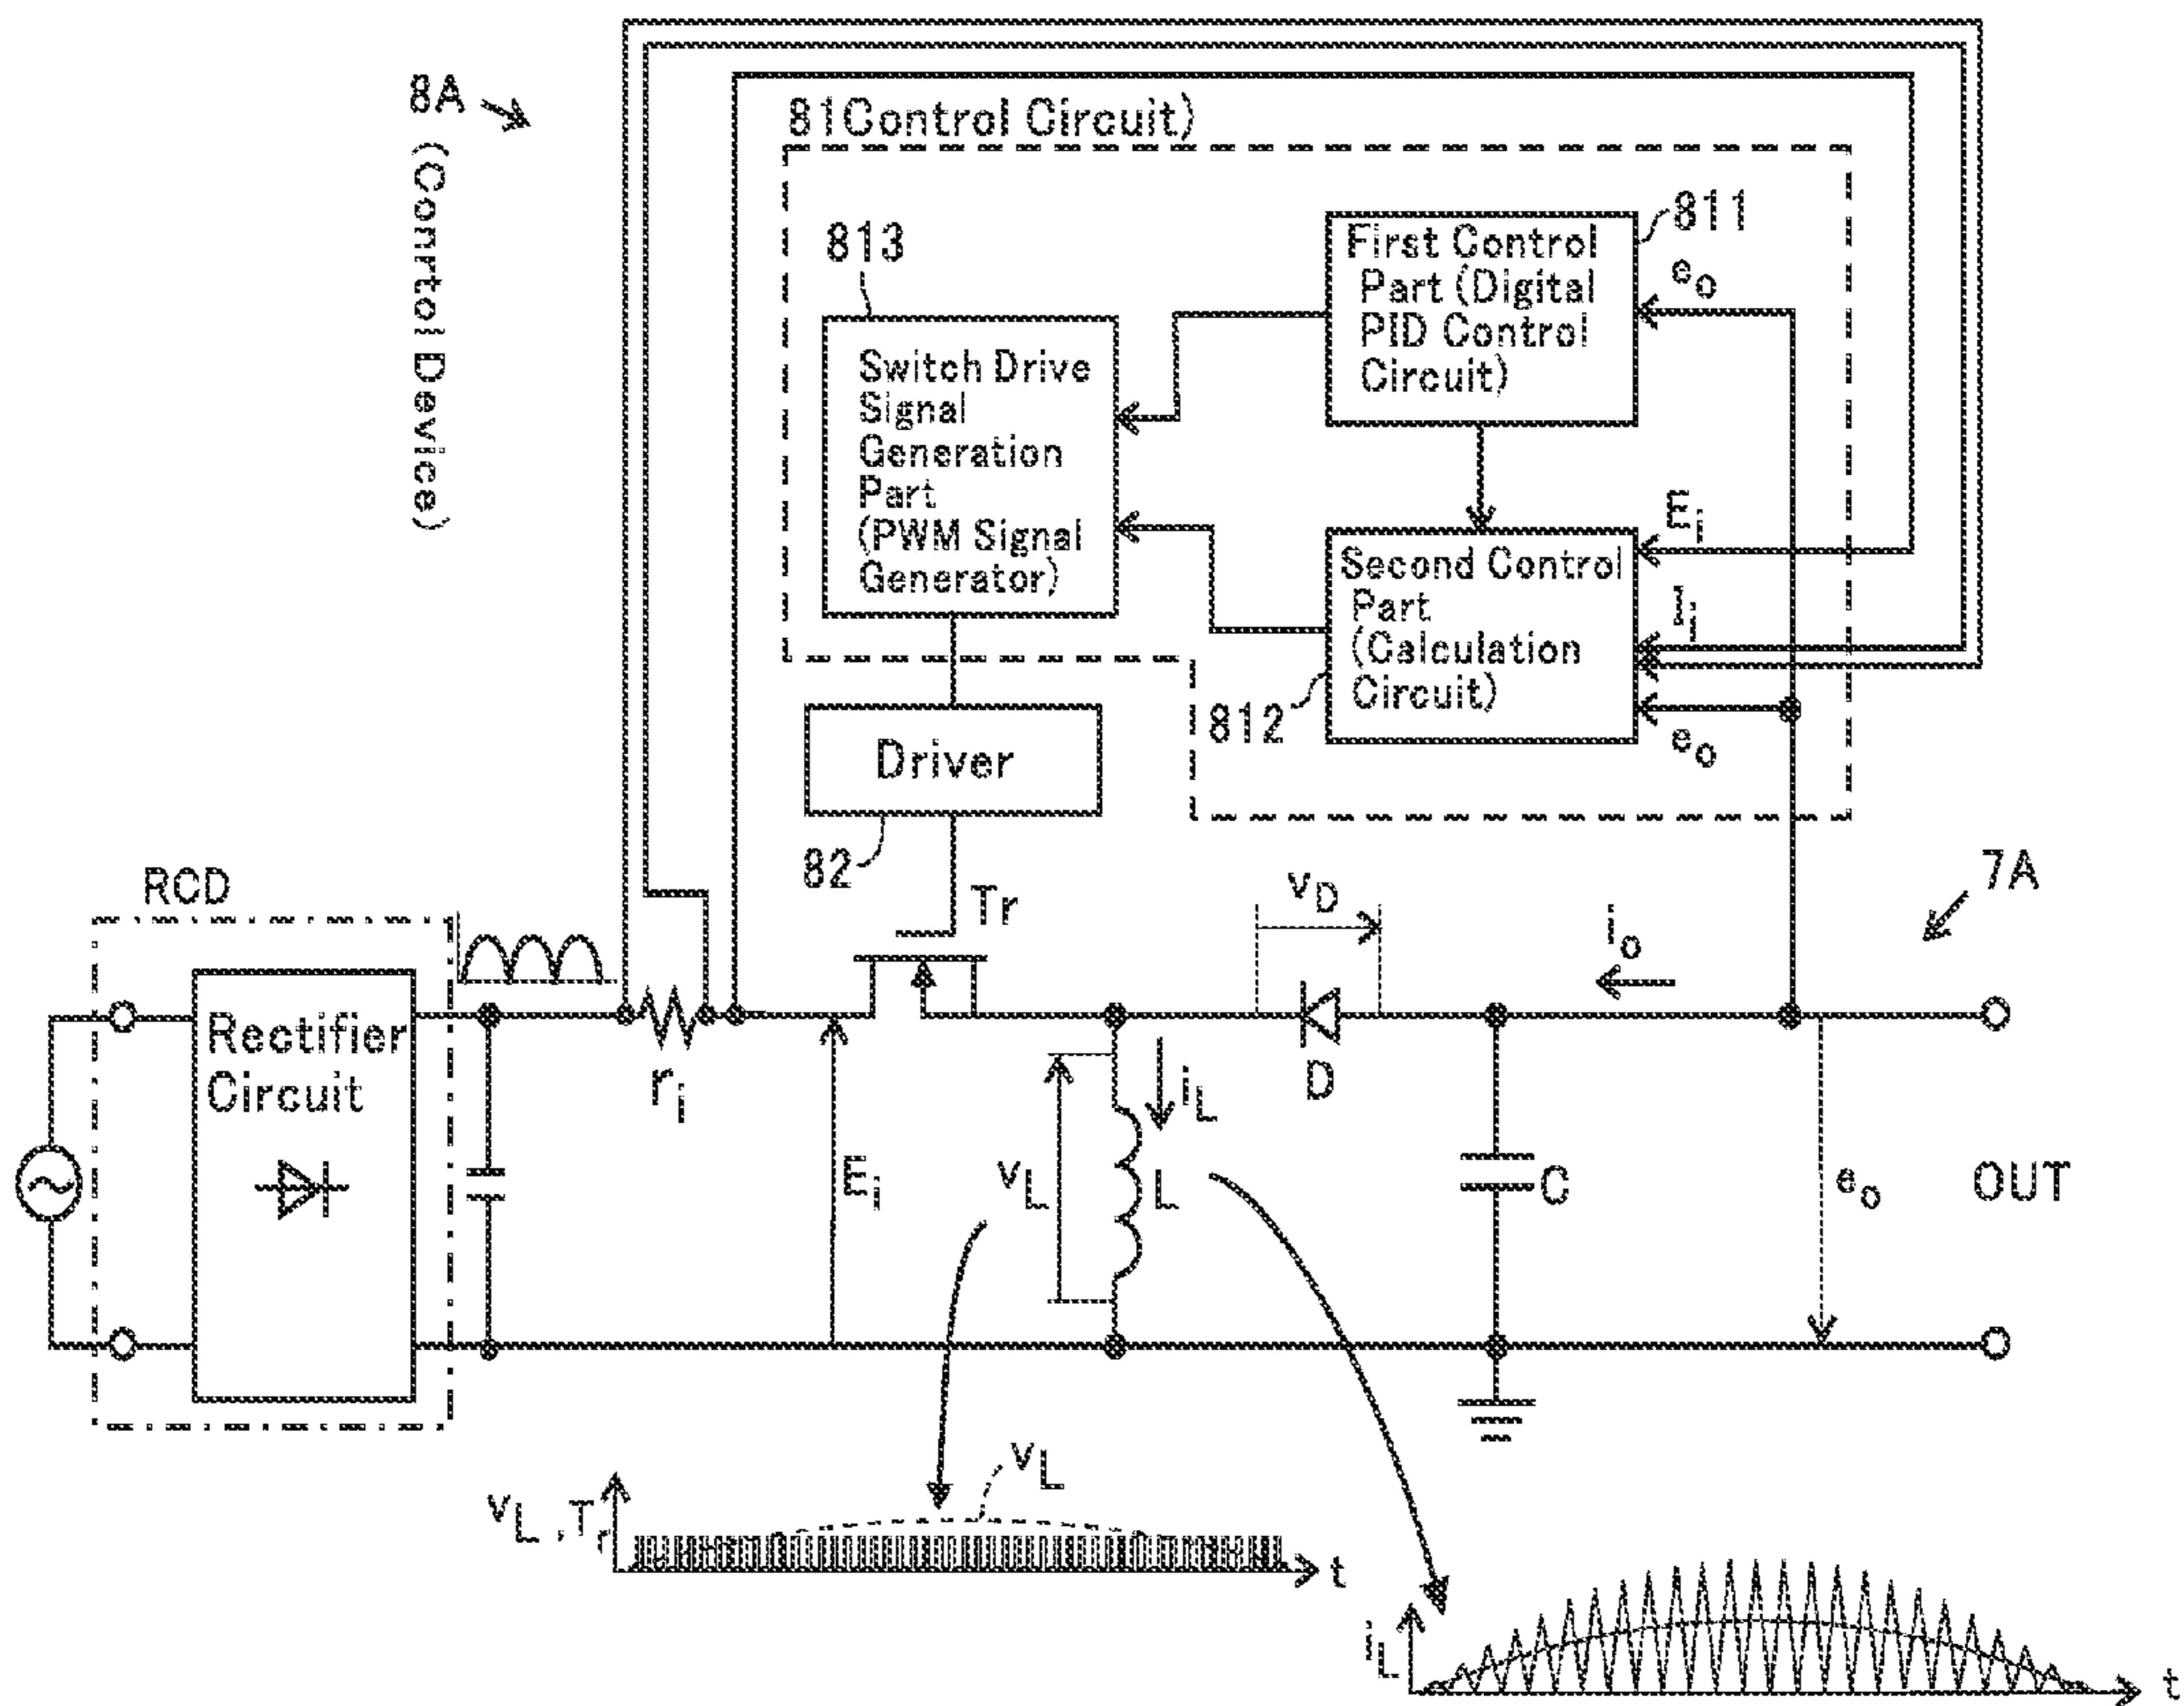 8A
(Conrtol Device)
81Control Circuit)
811
First Control
Part (Digital
PID Control
Circuit)
eo
813
Switch Drive
Signal
Generation
Part
(PWM Signal
Generator)
Ei
Second Control
Part
(Calculation
Circuit)
Ii
812
eo
Driver
82
RCD
Tr
vD
io
7A
Rectifier
Circuit
ri
Ei
vL
iL
L
D
C
eo
OUT
vL
vL ,Tr
t
iL
t